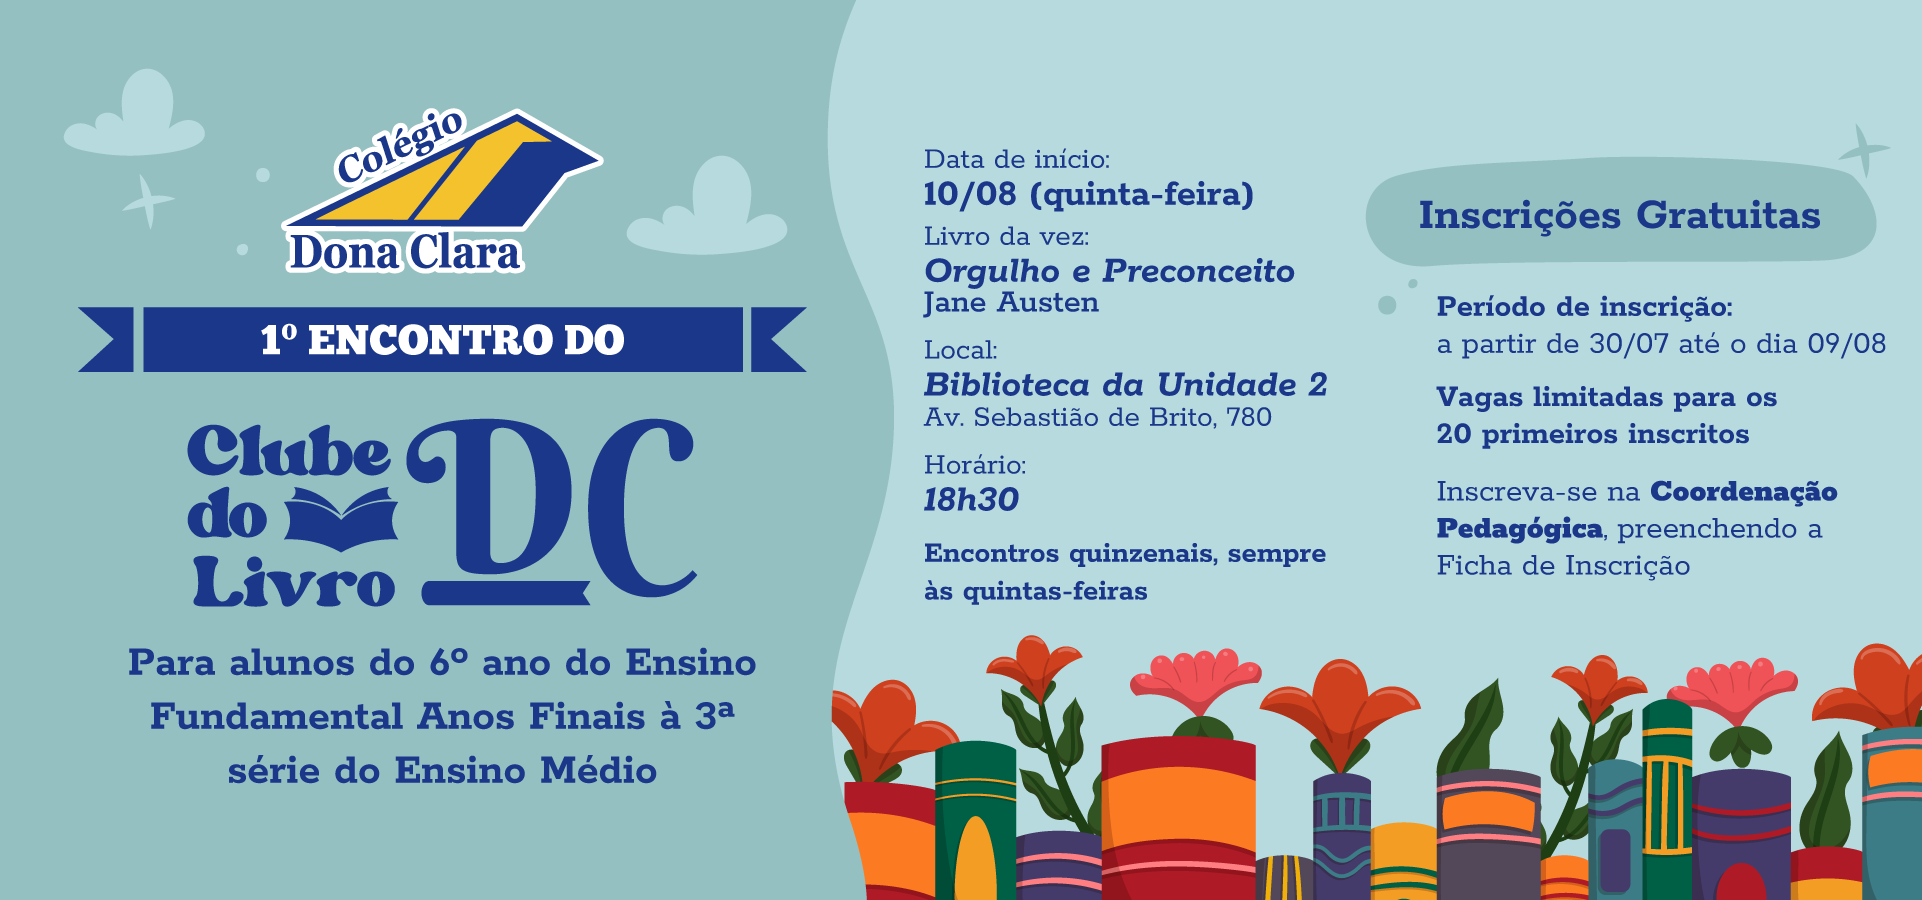 Colégio
Dona Clara
1º ENCONTRO DO
Clube
do
Livro
DC
Para alunos do 6º ano do Ensino
Fundamental Anos Finais à 3ª
série do Ensino Médio
Data de início:
10/08 (quinta-feira)
Livro da vez:
Orgulho e Preconceito
Jane Austen
Local:
Biblioteca da Unidade 2
Av. Sebastião de Brito, 780
Horário:
18h30
Encontros quinzenais, sempre
às quintas-feiras
Inscrições Gratuitas
Período de inscrição:
a partir de 30/07 até o dia 09/08
Vagas limitadas para os
20 primeiros inscritos
Inscreva-se na Coordenação
Pedagógica, preenchendo a
Ficha de Inscrição